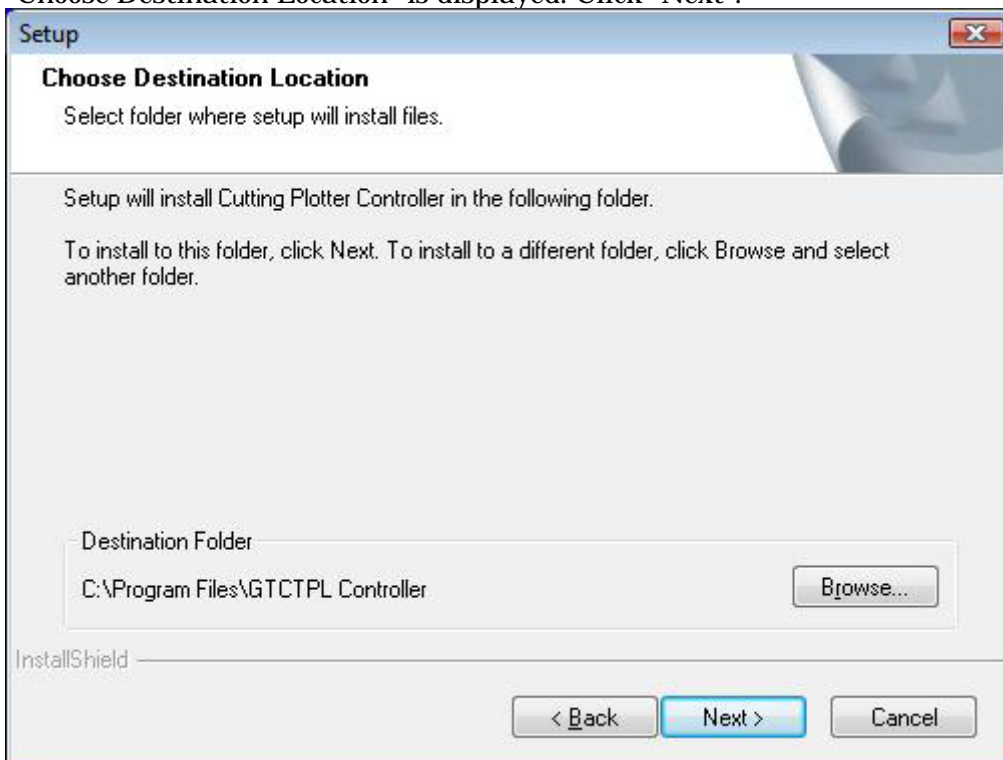 "Choose Destination Location" is displayed. Click "Next".
Setup
Choose Destination Location
Select folder where setup will install files.
Setup will install Cutting Plotter Controller in the following folder.
To install to this folder, click Next. To install to a different folder, click Browse and select
another folder.
Destination Folder
C:\Program Files\GTCTPL Controller
Browse...
InstallShield
< Back
Next >
Cancel